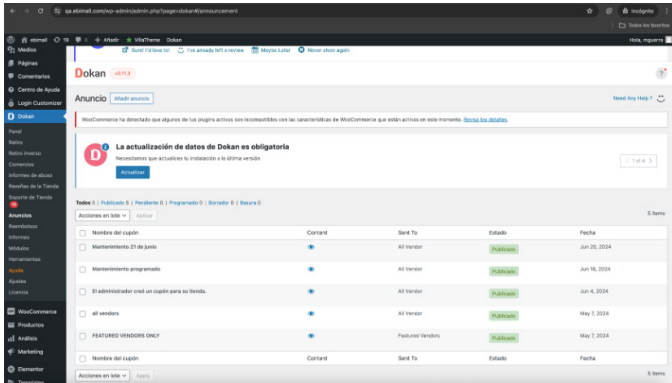 qa.ebimall.com/wp-admin/admin.php?page=dokan#/announcement
Incógnito
Todos los favoritos
ebimall
Añadir
VillaTheme
Dokan
Hola, mguerra
Medios
Páginas
Comentarios
Centro de Ayuda
Login Customizer
Dokan
Panel
Retiro
Retiro inverso
Comercios
Informes de abuso
Reseñas de la Tienda
Soporte de Tienda
Anuncios
Reembolsos
Informes
Módulos
Herramientas
Ayuda
Ajustes
Licencia
WooCommerce
Productos
Análisis
Marketing
Elementor
Sure! I'd love to!
I've already left a review
Maybe Later
Never show again
Dokan
Anuncio
Añadir anuncio
Need Any Help ?
WooCommerce ha detectado que algunos de tus plugins activos son incompatibles con las características de WooCommerce que están activos en este momento. Revisa los detalles.
La actualización de datos de Dokan es obligatoria
Necesitamos que actualices tu instalación a la última versión
Actualizar
1 of 4
Todos 5 | Publicado 5 | Pendiente 0 | Programado 0 | Borrador 6 | Basura 0
Acciones en lote
Aplicar
5 items
Nombre del cupón
Sent To
Estado
Fecha
Mantenimiento 21 de junio
All Vendor
Publicado
Jun 20, 2024
Mantenimiento programado
All Vendor
Publicado
Jun 18, 2024
El administrador creó un cupón para su tienda.
All Vendor
Publicado
Jun 4, 2024
all vendors
All Vendor
Publicado
May 7, 2024
FEATURED VENDORS ONLY
Featured Vendors
Publicado
May 7, 2024
Nombre del cupón
Sent To
Estado
Fecha
Acciones en lote
Apply
5 items